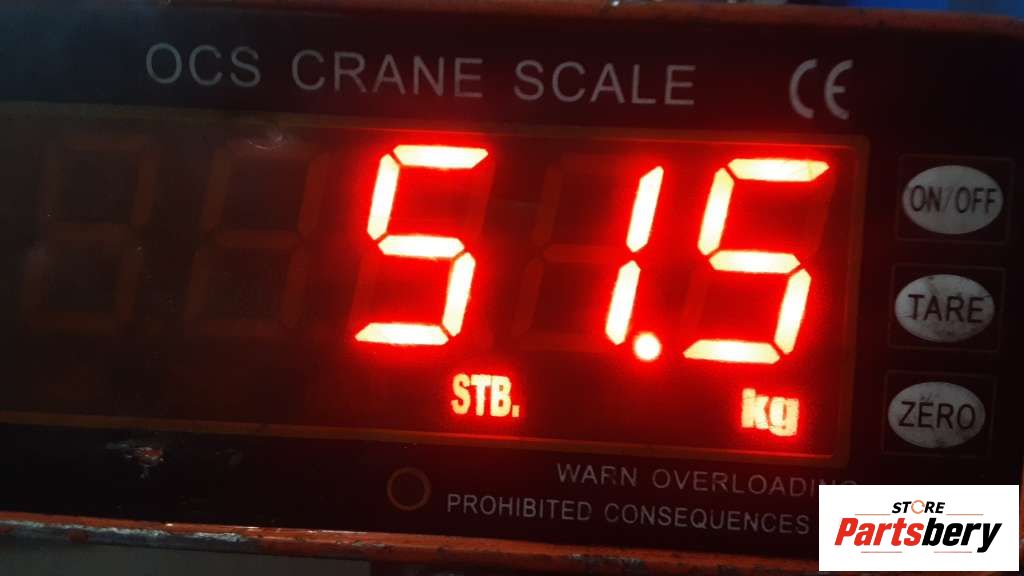 OCS CRANE SCALE CE
51.5
ON/OFF
TARE
STB. kg
ZERO
WARN OVERLOADING
PROHIBITED CONSEQUENCES
STORE
Partsbery